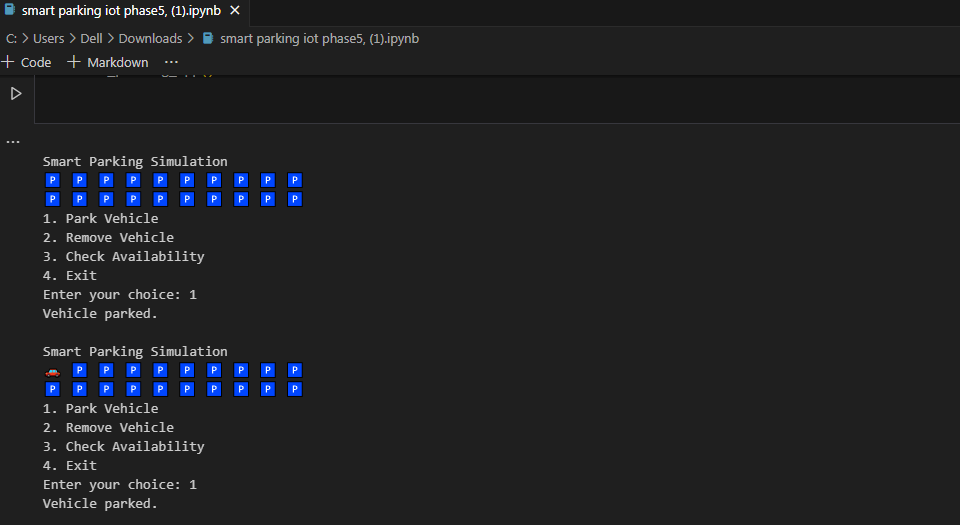 smart parking iot phase5, (1).ipynb
C: > Users > Dell > Downloads > smart parking iot phase5, (1).ipynb
+ Code + Markdown ...
...
Smart Parking Simulation
🅿️ 🅿️ 🅿️ 🅿️ 🅿️ 🅿️ 🅿️ 🅿️ 🅿️ 🅿️
🅿️ 🅿️ 🅿️ 🅿️ 🅿️ 🅿️ 🅿️ 🅿️ 🅿️ 🅿️
1. Park Vehicle
2. Remove Vehicle
3. Check Availability
4. Exit
Enter your choice: 1
Vehicle parked.
Smart Parking Simulation
🚗 🅿️ 🅿️ 🅿️ 🅿️ 🅿️ 🅿️ 🅿️ 🅿️ 🅿️
🅿️ 🅿️ 🅿️ 🅿️ 🅿️ 🅿️ 🅿️ 🅿️ 🅿️ 🅿️
1. Park Vehicle
2. Remove Vehicle
3. Check Availability
4. Exit
Enter your choice: 1
Vehicle parked.